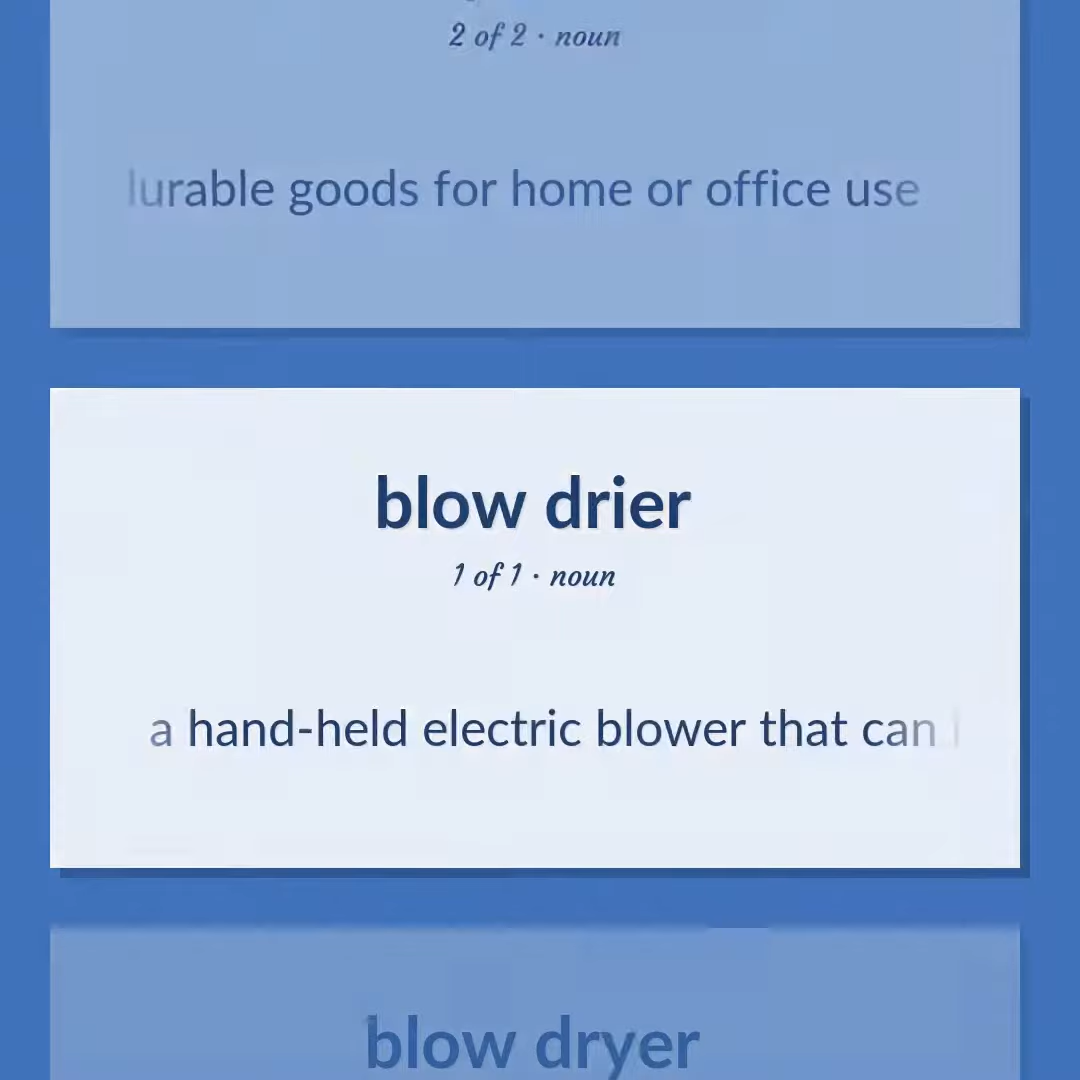 2 of 2 · noun
lurable goods for home or office use
blow drier
1 of 1 · noun
a hand-held electric blower that can
blow dryer